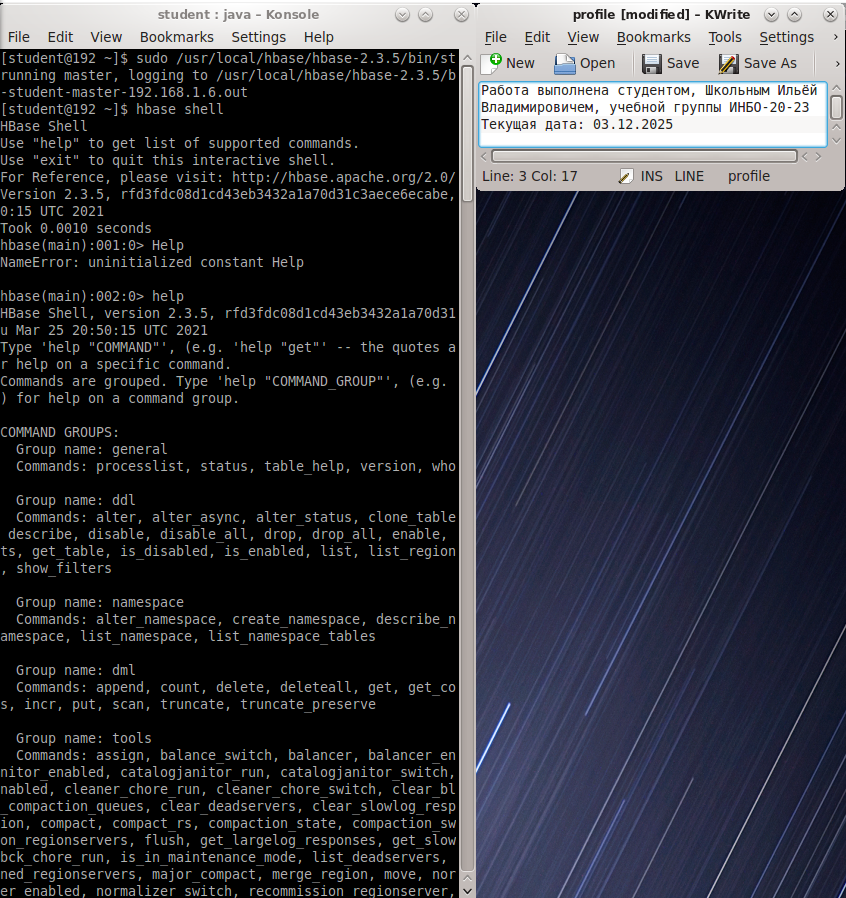 student : java – Konsole
File Edit View Bookmarks Settings Help
[student@192 ~]$ sudo /usr/local/hbase/hbase-2.3.5/bin/st
running master, logging to /usr/local/hbase/hbase-2.3.5/b
-student-master-192.168.1.6.out
[student@192 ~]$ hbase shell
HBase Shell
Use "help" to get list of supported commands.
Use "exit" to quit this interactive shell.
For Reference, please visit: http://hbase.apache.org/2.0/
Version 2.3.5, rfd3fdc08d1cd43eb3432a1a70d31c3aece6ecabe,
0:15 UTC 2021
Took 0.0010 seconds
hbase(main):001:0> Help
NameError: uninitialized constant Help
hbase(main):002:0> help
HBase Shell, version 2.3.5, rfd3fdc08d1cd43eb3432a1a70d31
u Mar 25 20:50:15 UTC 2021
Type 'help "COMMAND"', (e.g. 'help "get"' -- the quotes a
r help on a specific command.
Commands are grouped. Type 'help "COMMAND_GROUP"', (e.g.
) for help on a command group.
COMMAND GROUPS:
Group name: general
Commands: processlist, status, table_help, version, who
Group name: ddl
Commands: alter, alter_async, alter_status, clone_table
describe, disable, disable_all, drop, drop_all, enable,
ts, get_table, is_disabled, is_enabled, list, list_region
, show_filters
Group name: namespace
Commands: alter_namespace, create_namespace, describe_n
amespace, list_namespace, list_namespace_tables
Group name: dml
Commands: append, count, delete, deleteall, get, get_co
s, incr, put, scan, truncate, truncate_preserve
Group name: tools
Commands: assign, balance_switch, balancer, balancer_en
nitor_enabled, catalogjanitor_run, catalogjanitor_switch,
nabled, cleaner_chore_run, cleaner_chore_switch, clear_bl
_compaction_queues, clear_deadservers, clear_slowlog_resp
ion, compact, compact_rs, compaction_state, compaction_sw
on_regionservers, flush, get_largelog_responses, get_slow
bck_chore_run, is_in_maintenance_mode, list_deadservers,
ned_regionservers, major_compact, merge_region, move, nor
er_enabled, normalizer_switch, recommission_regionserver,
profile [modified] – KWrite
File Edit View Bookmarks Tools Settings
New Open Save Save As
Работа выполнена студентом, Школьным Ильёй
Владимировичем, учебной группы ИНБО-20-23
Текущая дата: 03.12.2025
Line: 3 Col: 17 INS LINE profile